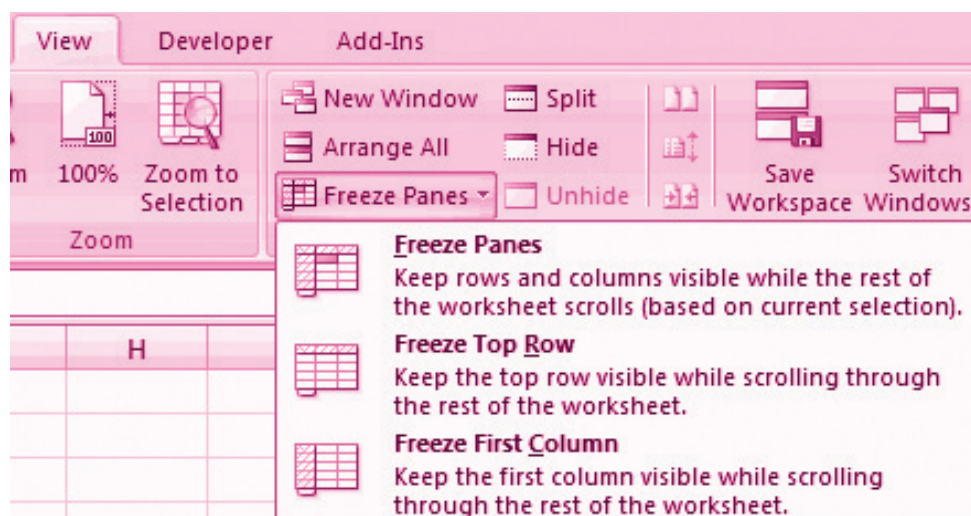 View Developer Add-Ins
New Window Split
Arrange All Hide
100% Zoom to Selection
Freeze Panes Unhide
Save Workspace Switch Windows
Zoom
Freeze Panes
Keep rows and columns visible while the rest of
the worksheet scrolls (based on current selection).
H
Freeze Top Row
Keep the top row visible while scrolling through
the rest of the worksheet.
Freeze First Column
Keep the first column visible while scrolling
through the rest of the worksheet.